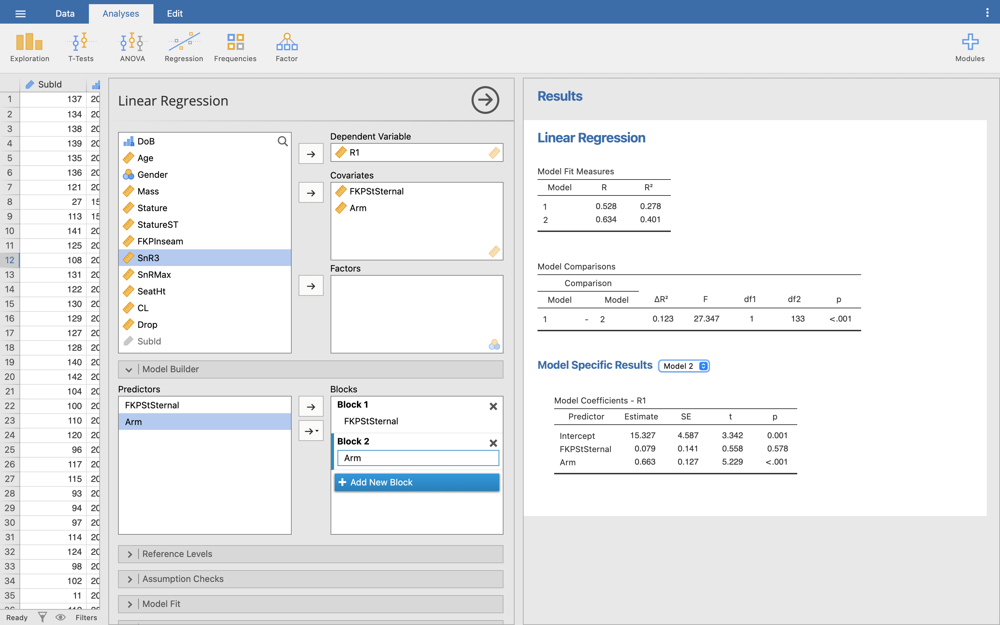 Data Analyses Edit
Exploration T-Tests ANOVA Regression Frequencies Factor Modules
SubId
1 137 20
2 134 20
3 138 20
4 139 20
5 135 20
6 136 20
7 121 20
8 27 15
9 113 15
10 141 20
11 125 20
12 108 20
13 131 20
14 122 20
15 130 20
16 129 20
17 127 20
18 128 20
19 140 20
20 142 20
21 104 20
22 100 20
23 110 20
24 120 20
25 96 20
26 117 20
27 115 20
28 93 20
29 94 20
30 97 20
31 114 20
32 124 20
33 98 20
34 102 20
35 11 20
Ready Filters
Linear Regression
DoB
Age
Gender
Mass
Stature
StatureST
FKPInseam
SnR3
SnRMax
SeatHt
CL
Drop
SubId
Dependent Variable
R1
Covariates
FKPStSternal
Arm
Factors
Model Builder
Predictors
FKPStSternal
Arm
Blocks
Block 1
FKPStSternal
Block 2
Arm
Add New Block
Reference Levels
Assumption Checks
Model Fit
Results
Linear Regression
Model Fit Measures
Model R R²
1 0.528 0.278
2 0.634 0.401
Model Comparisons
Comparison
Model Model ΔR² F df1 df2 p
1 - 2 0.123 27.347 1 133 <.001
Model Specific Results Model 2
Model Coefficients - R1
Predictor Estimate SE t p
Intercept 15.327 4.587 3.342 0.001
FKPStSternal 0.079 0.141 0.558 0.578
Arm 0.663 0.127 5.229 <.001